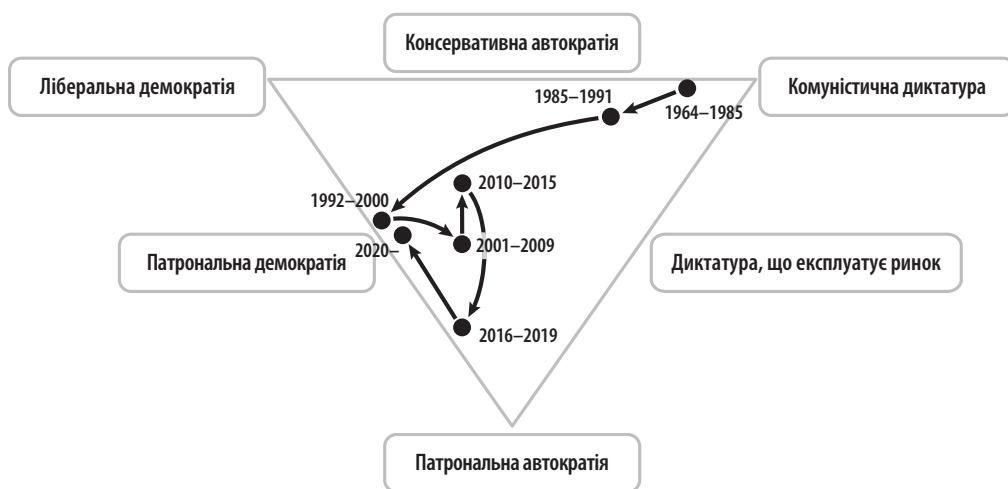 Консервативна автократія
Ліберальна демократія
Комуністична диктатура
1985–1991
1964–1985
2010–2015
1992–2000
2001–2009
2020–
Патрональна демократія
Диктатура, що експлуатує ринок
2016–2019
Патрональна автократія